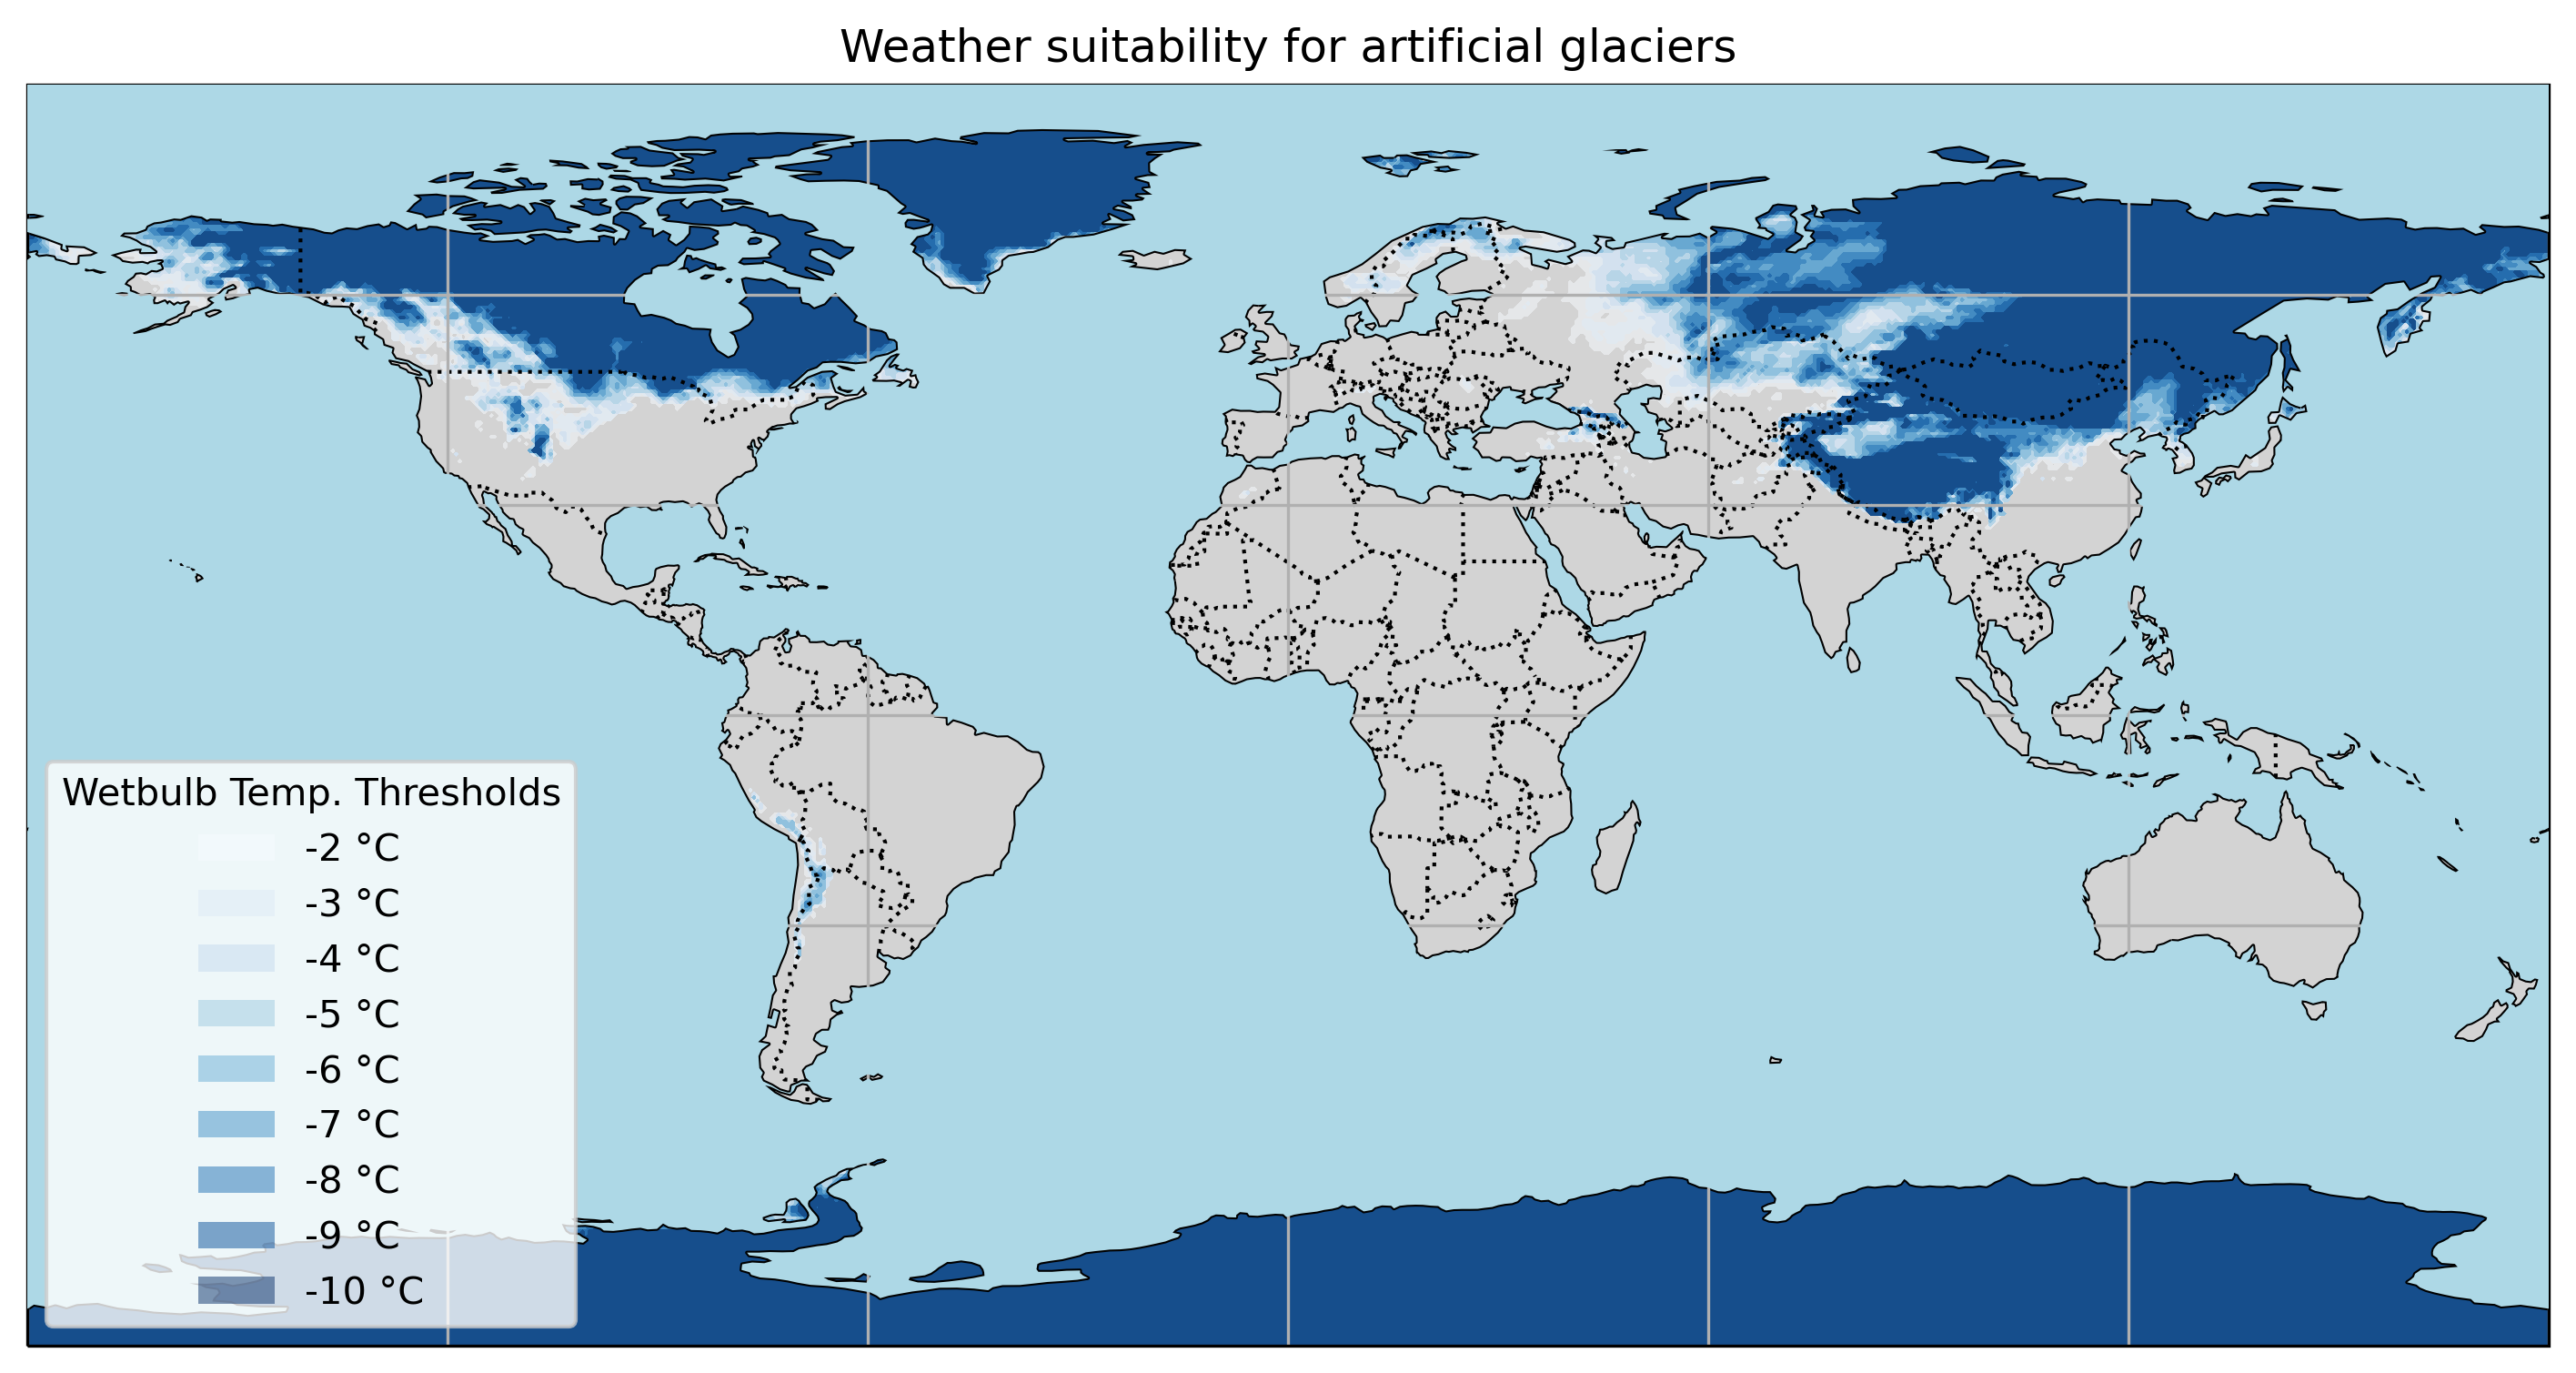 Weather suitability for artificial glaciers
Wetbulb Temp. Thresholds
-2 °C
-3 °C
-4 °C
-5 °C
-6 °C
-7 °C
-8 °C
-9 °C
-10 °C